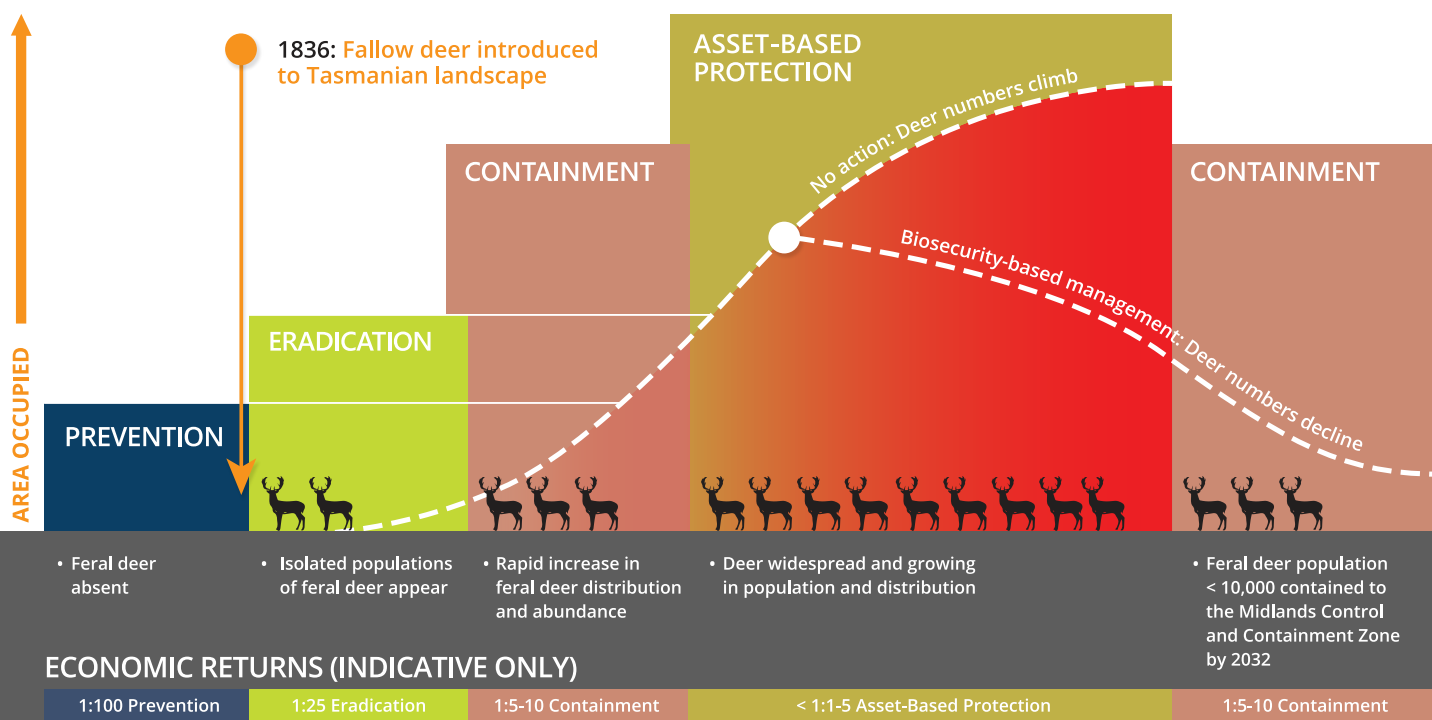 AREA OCCUPIED
1836: Fallow deer introduced
to Tasmanian landscape
PREVENTION
ERADICATION
CONTAINMENT
ASSET-BASED
PROTECTION
No action: Deer numbers climb
Biosecurity-based management: Deer numbers decline
CONTAINMENT
• Feral deer
absent
• Isolated populations
of feral deer appear
• Rapid increase in
feral deer distribution
and abundance
• Deer widespread and growing
in population and distribution
• Feral deer population
< 10,000 contained to
the Midlands Control
and Containment Zone
by 2032
ECONOMIC RETURNS (INDICATIVE ONLY)
1:100 Prevention
1:25 Eradication
1:5-10 Containment
< 1:1-5 Asset-Based Protection
1:5-10 Containment